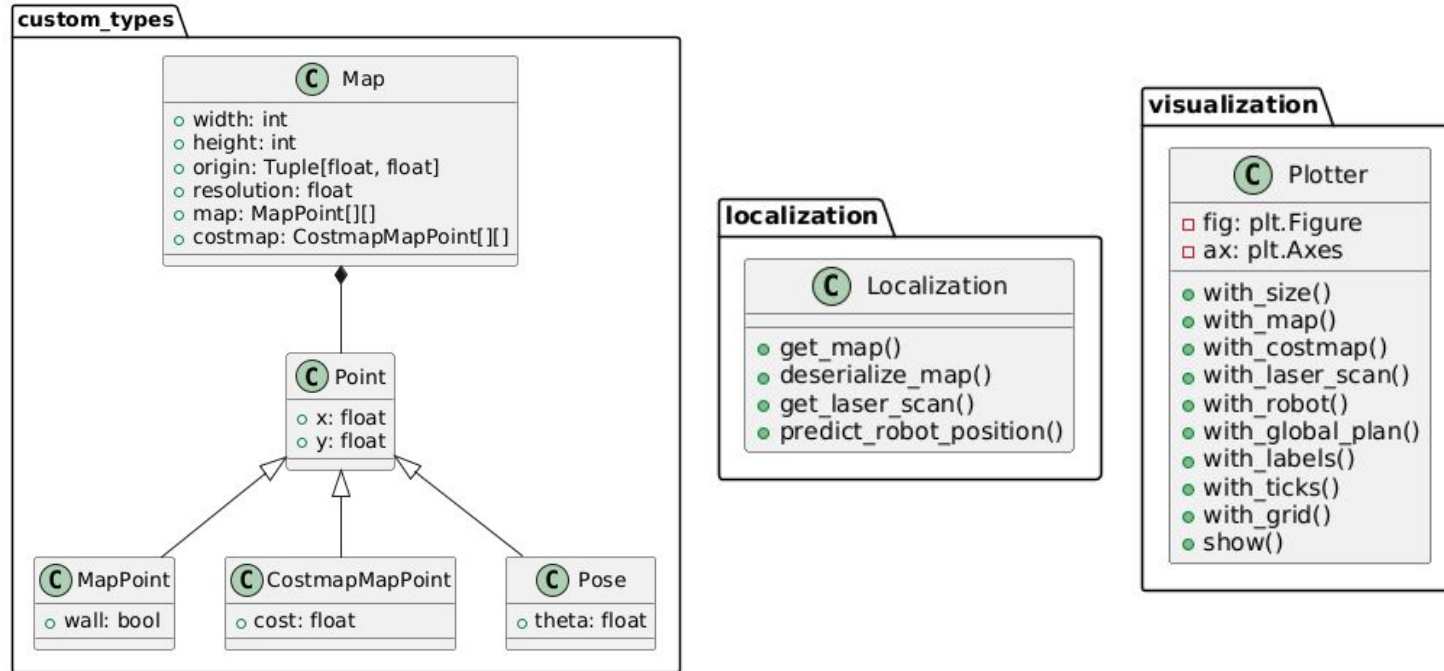 custom_types
C Map
width: int
height: int
origin: Tuple[float, float]
resolution: float
map: MapPoint[][]
costmap: CostmapMapPoint[][]
C Point
x: float
y: float
C MapPoint
wall: bool
C CostmapMapPoint
cost: float
C Pose
theta: float
localization
C Localization
get_map()
deserialize_map()
get_laser_scan()
predict_robot_position()
visualization
C Plotter
fig: plt.Figure
ax: plt.Axes
with_size()
with_map()
with_costmap()
with_laser_scan()
with_robot()
with_global_plan()
with_labels()
with_ticks()
with_grid()
show()